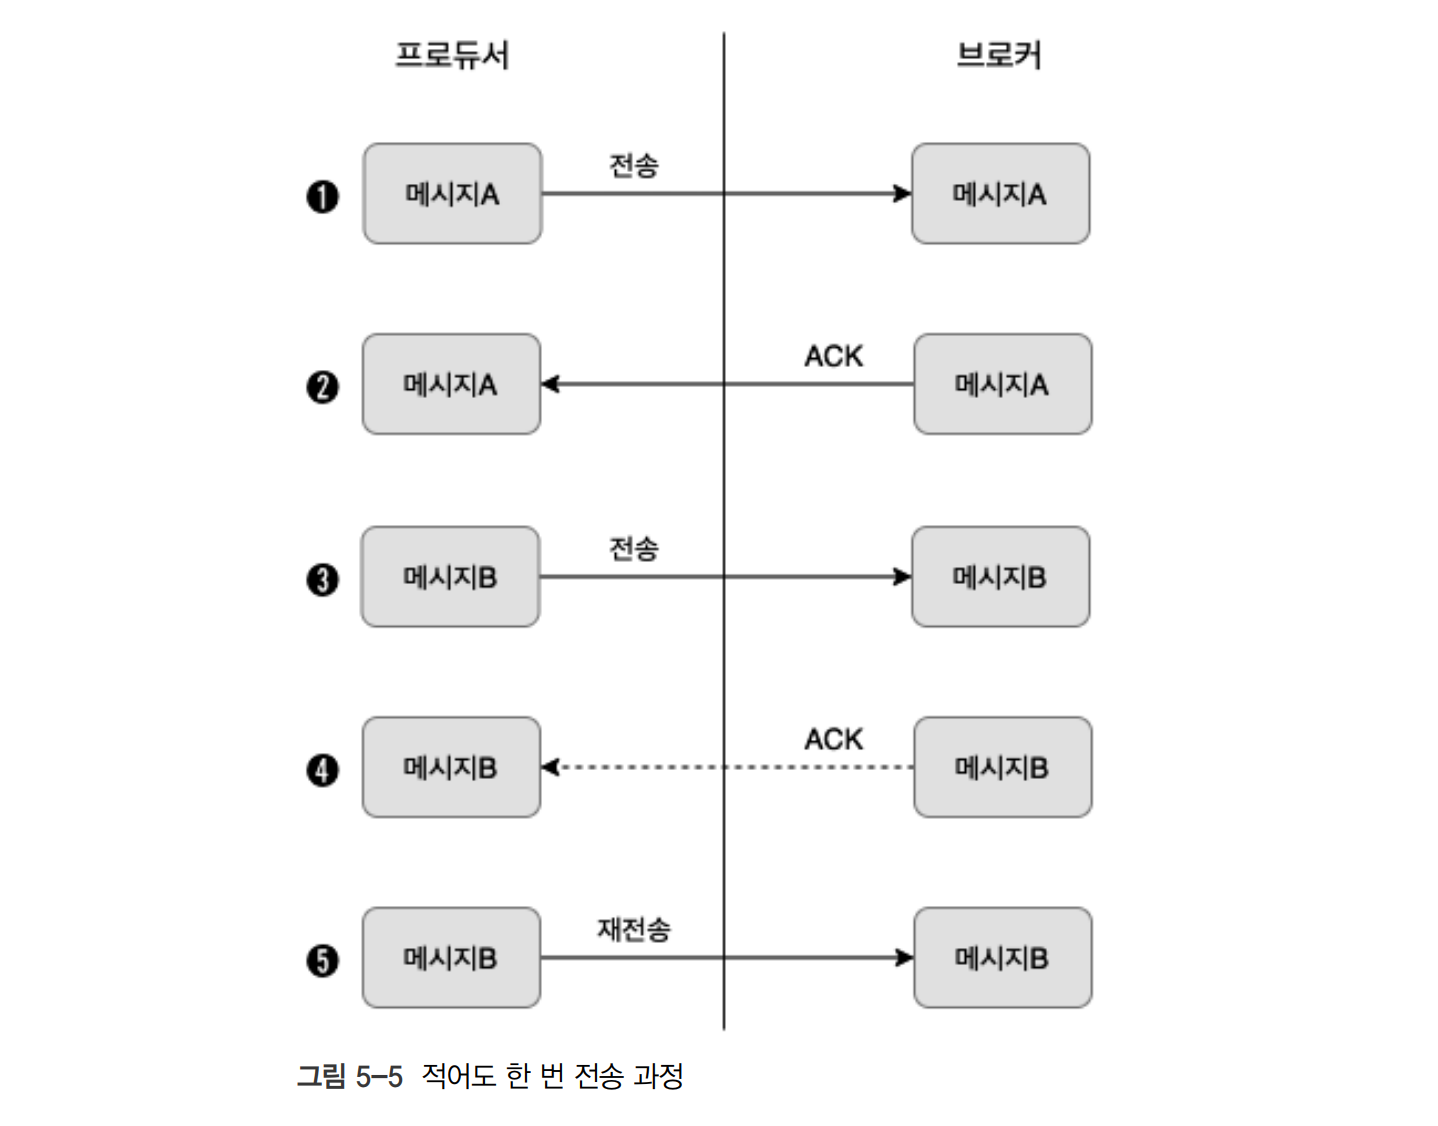 프로듀서 브로커
전송
❶ 메시지A 메시지A
ACK
❷ 메시지A 메시지A
전송
❸ 메시지B 메시지B
ACK
❹ 메시지B 메시지B
재전송
❺ 메시지B 메시지B
그림 5-5 적어도 한 번 전송 과정